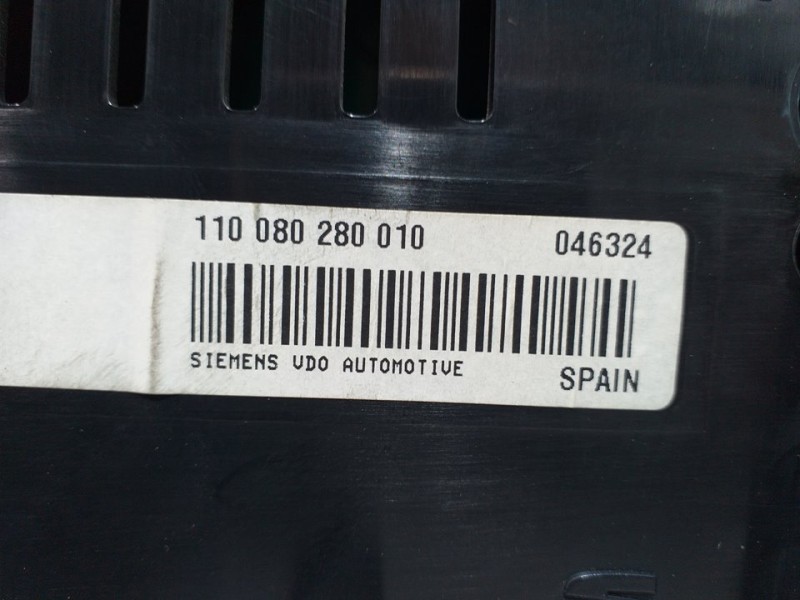 110 080 280 010 046324
SIEMENS VDO AUTOMOTIVE SPAIN